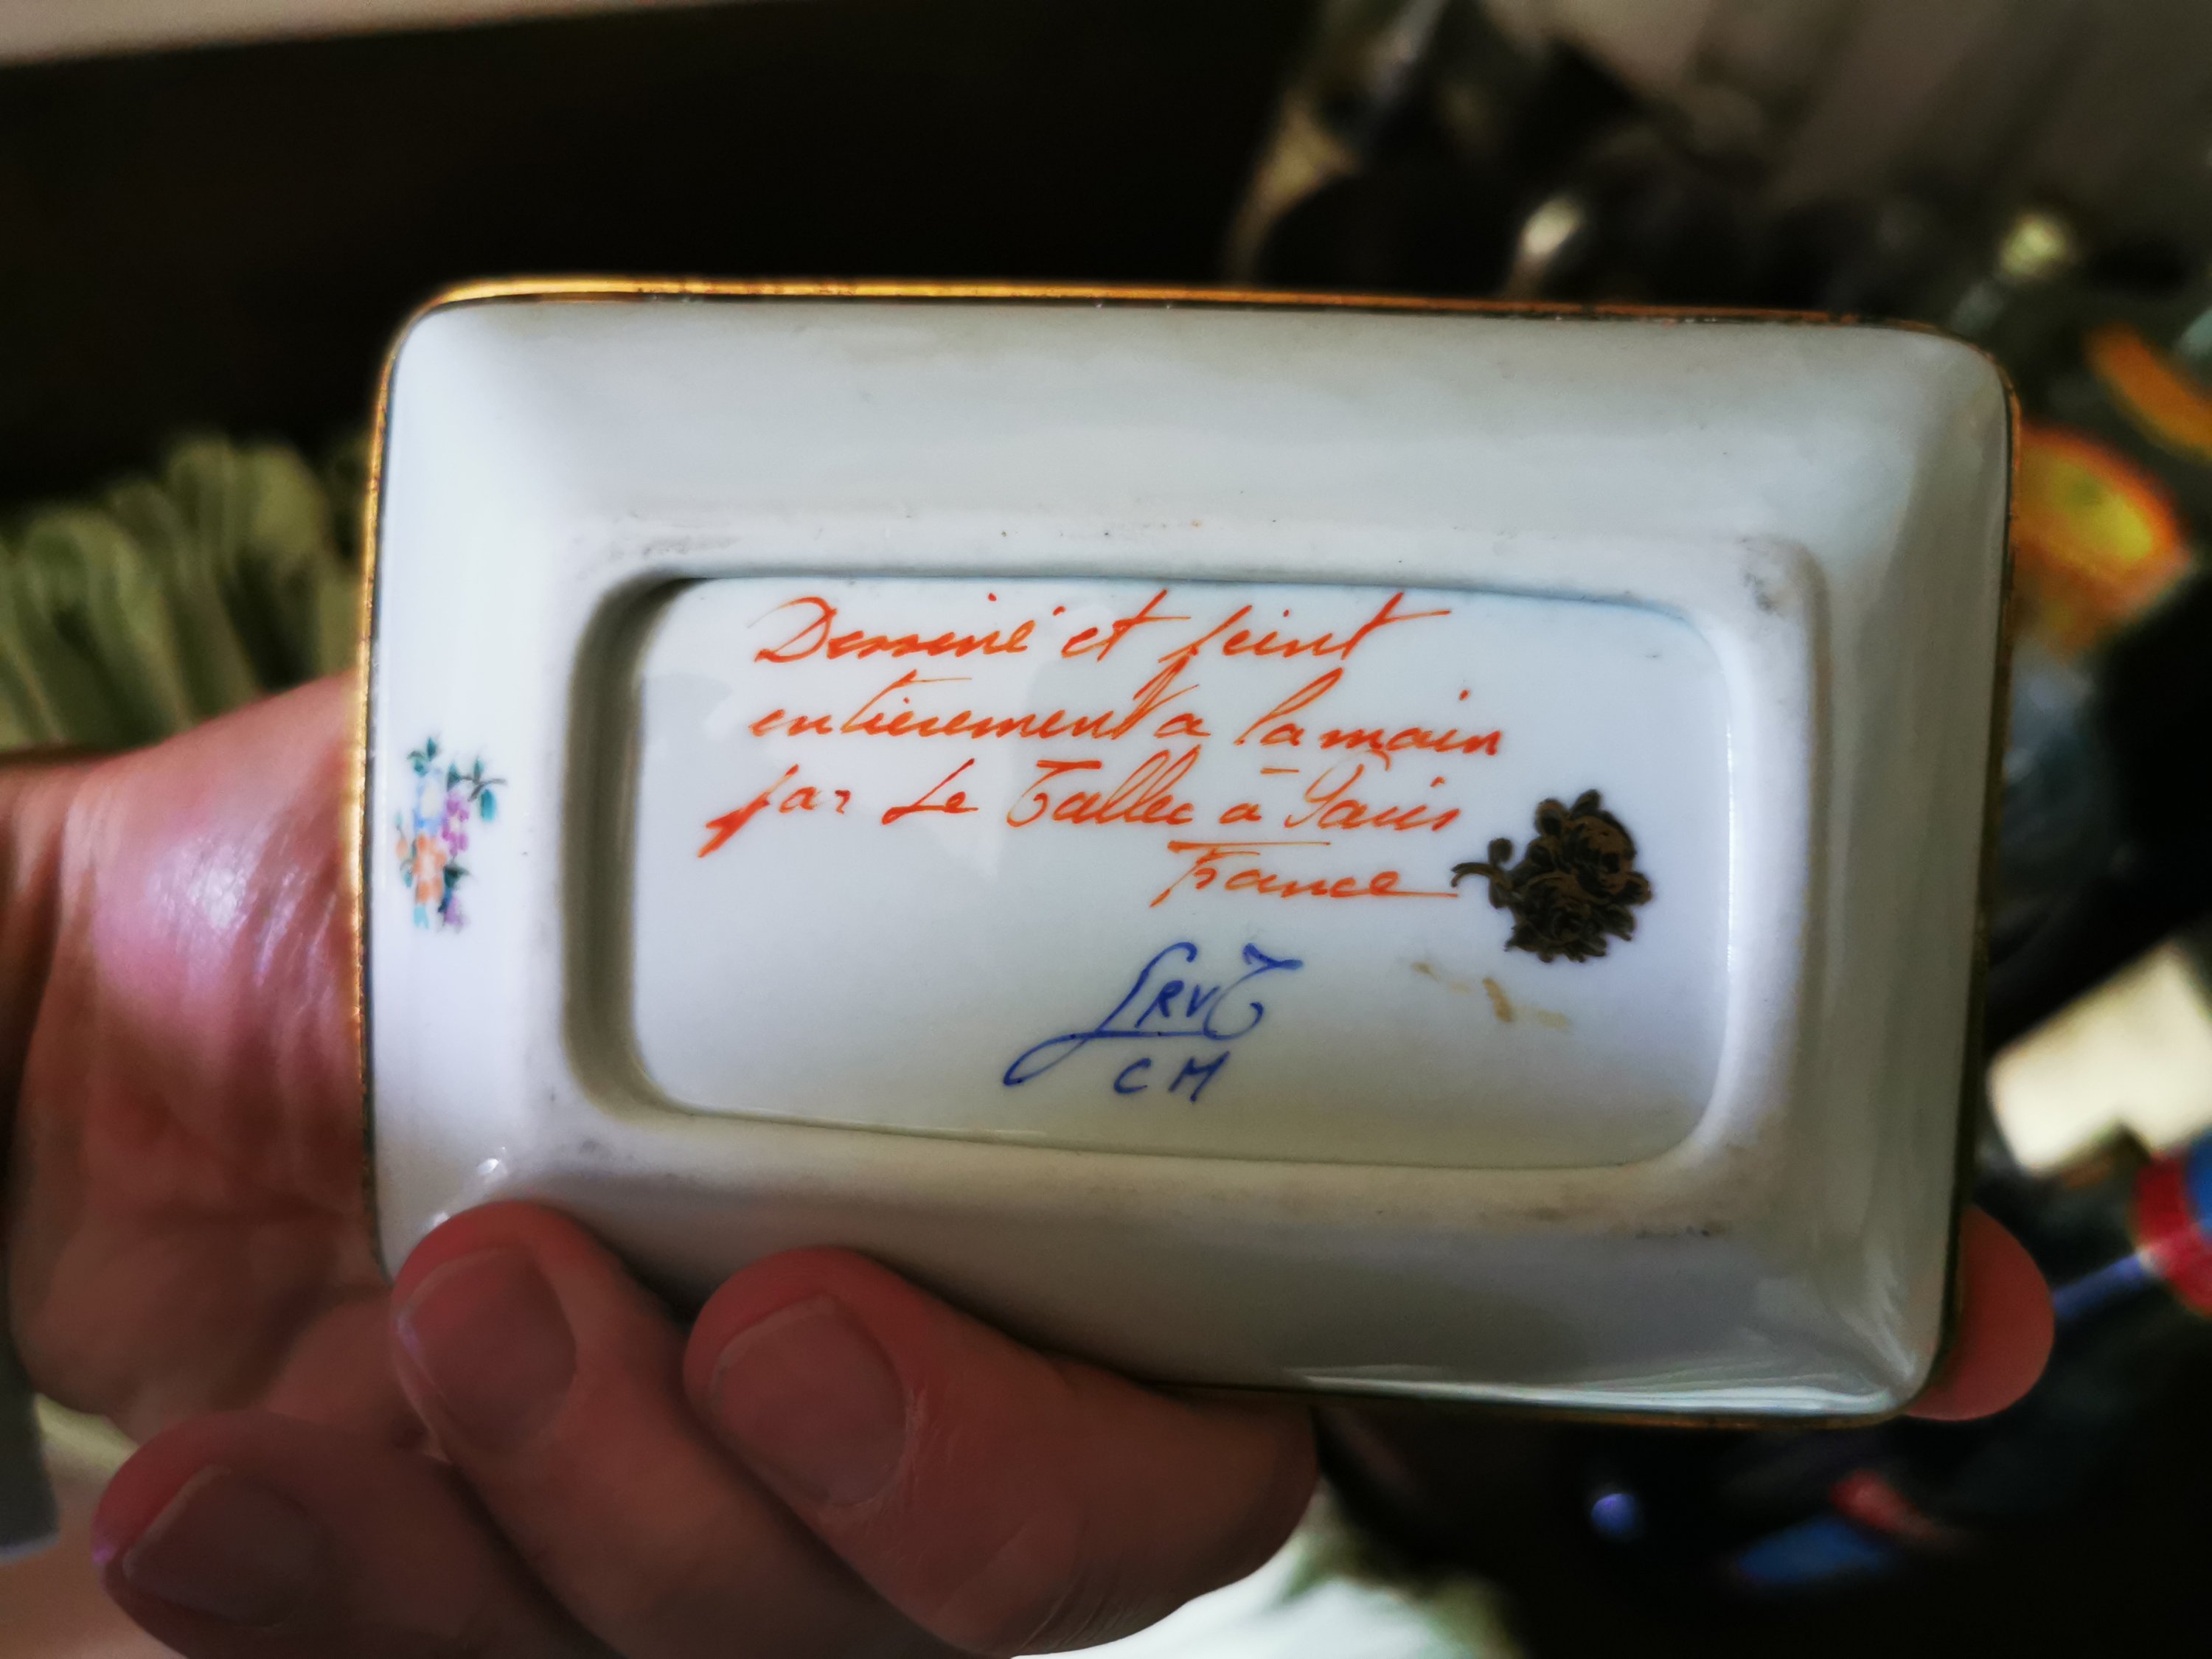 Dessiné et peint
entièrement a la main
par Le Tallec à Paris
France
LRVT
CM